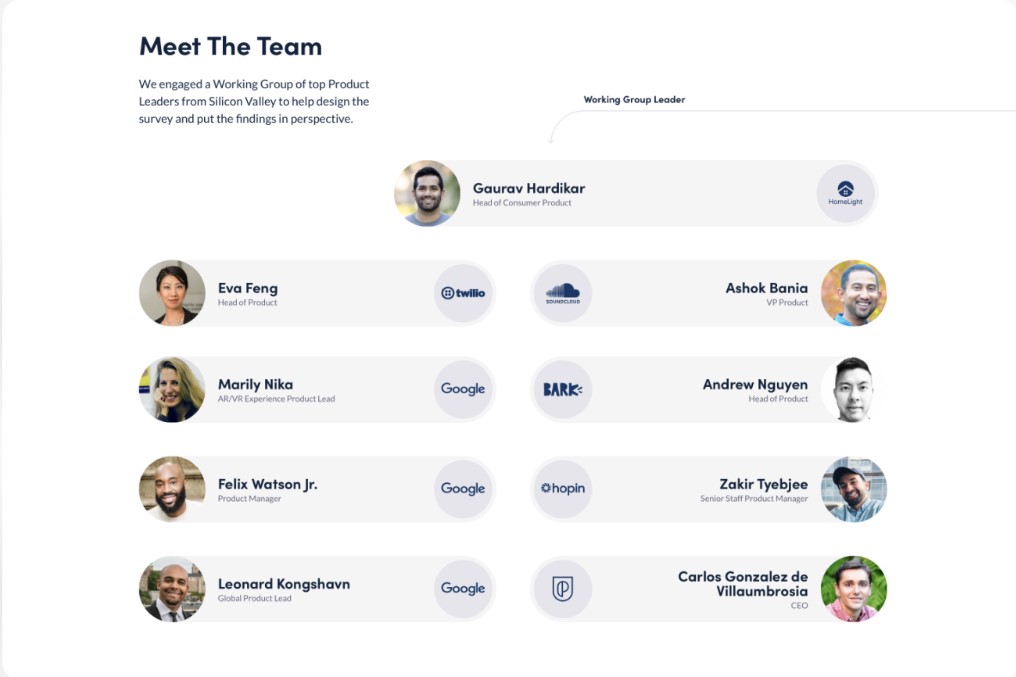 Meet The Team
We engaged a Working Group of top Product
Leaders from Silicon Valley to help design the
survey and put the findings in perspective.
Working Group Leader
Gaurav Hardikar
Head of Consumer Product
HomeLight
Eva Feng
Head of Product
twilio
SOUNDCLOUD
Ashok Bania
VP Product
Marily Nika
AR/VR Experience Product Lead
Google
BARK
Andrew Nguyen
Head of Product
Felix Watson Jr.
Product Manager
Google
hopin
Zakir Tyebjee
Senior Staff Product Manager
Leonard Kongshavn
Global Product Lead
Google
Carlos Gonzalez de
Villaumbrosia
CEO